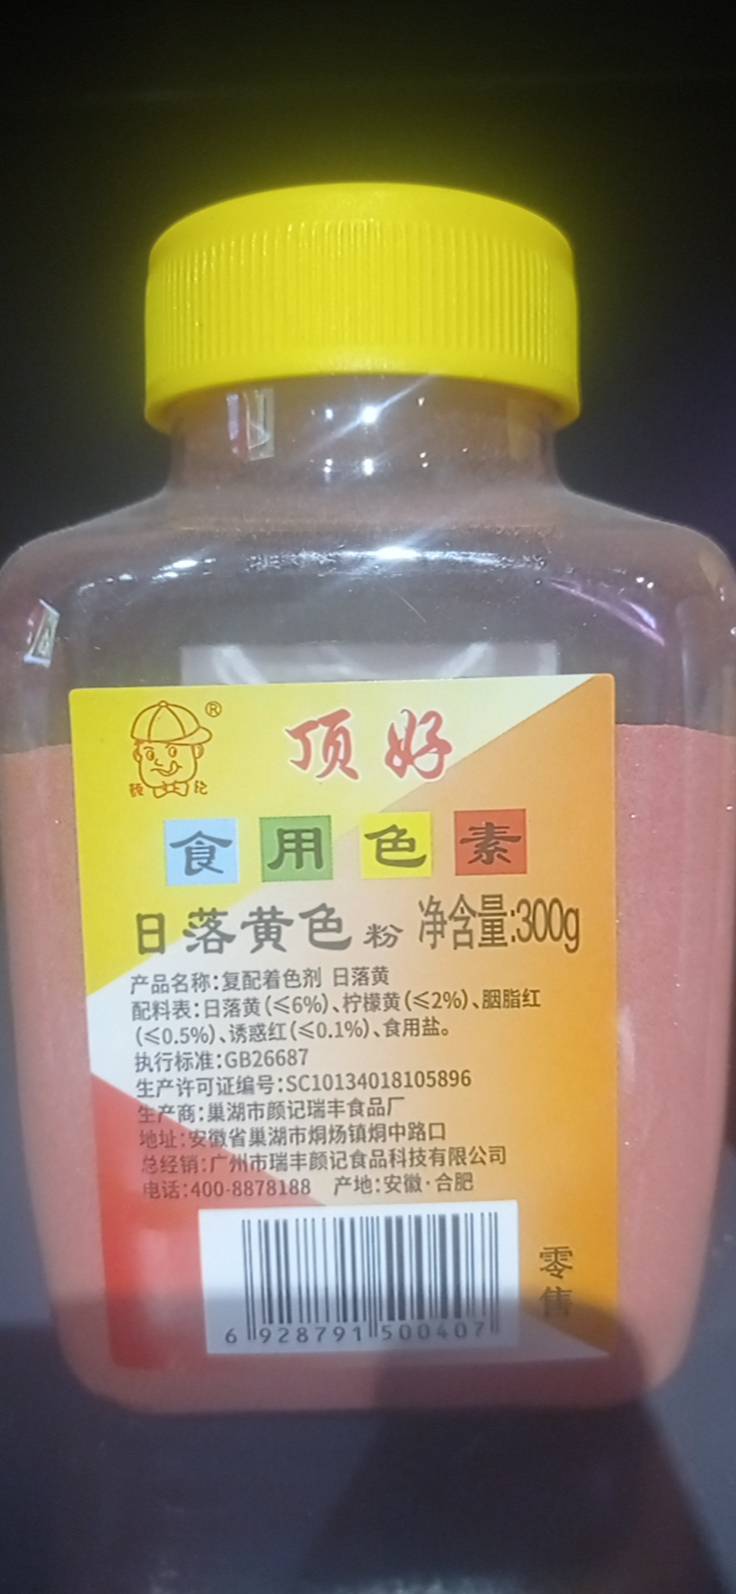 ®
颜 记
顶好
食用色素
日落黄色粉 净含量:300g
产品名称:复配着色剂 日落黄
配料表:日落黄(≤6%)、柠檬黄(≤2%)、胭脂红
(≤0.5%)、诱惑红(≤0.1%)、食用盐。
执行标准:GB26687
生产许可证编号:SC10134018105896
生产商:巢湖市颜记瑞丰食品厂
地址:安徽省巢湖市烔炀镇烔中路口
总经销:广州市瑞丰颜记食品科技有限公司
电话:400-8878188 产地:安徽·合肥
零售
6 928791 500407